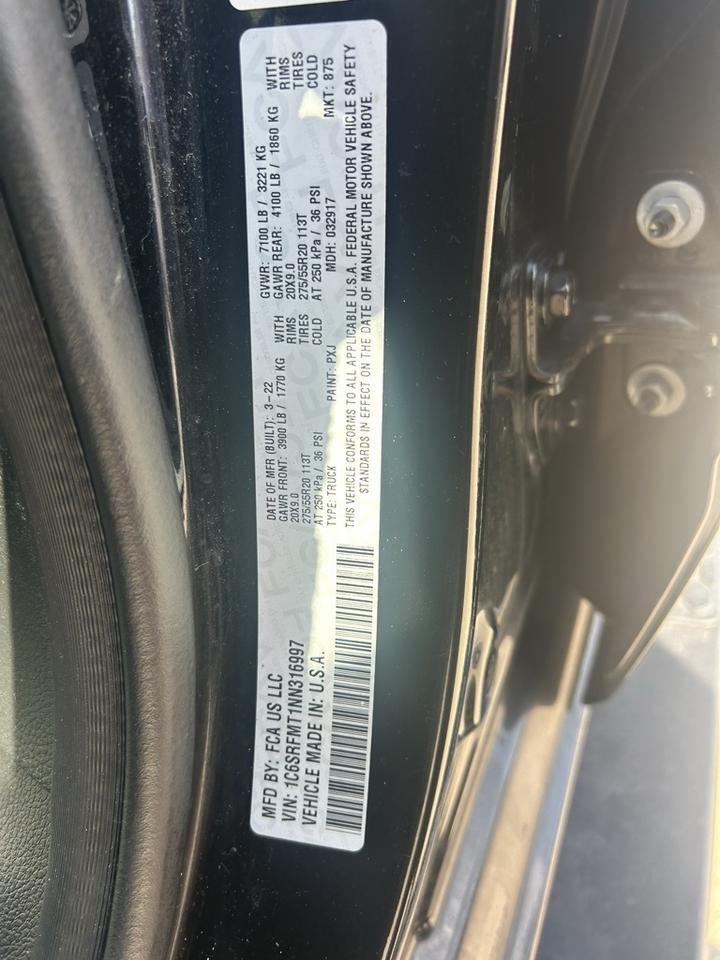 MFD BY: FCA US LLC
VIN: 1C6SRFMT1NN316997
VEHICLE MADE IN: U.S.A.
DATE OF MFR (BUILT): 3-22
GAWR FRONT: 3900 LB / 1770 KG WITH
20X9.0 RIMS
275/55R20 113T TIRES
AT 250 kPa / 36 PSI COLD
TYPE: TRUCK
GVWR: 7100 LB / 3221 KG
GAWR REAR: 4100 LB / 1860 KG WITH
20X9.0 RIMS
275/55R20 113T TIRES
AT 250 kPa / 36 PSI COLD
PAINT: PXJ MDH: 032917 MKT: 875
THIS VEHICLE CONFORMS TO ALL APPLICABLE U.S.A. FEDERAL MOTOR VEHICLE SAFETY
STANDARDS IN EFFECT ON THE DATE OF MANUFACTURE SHOWN ABOVE.